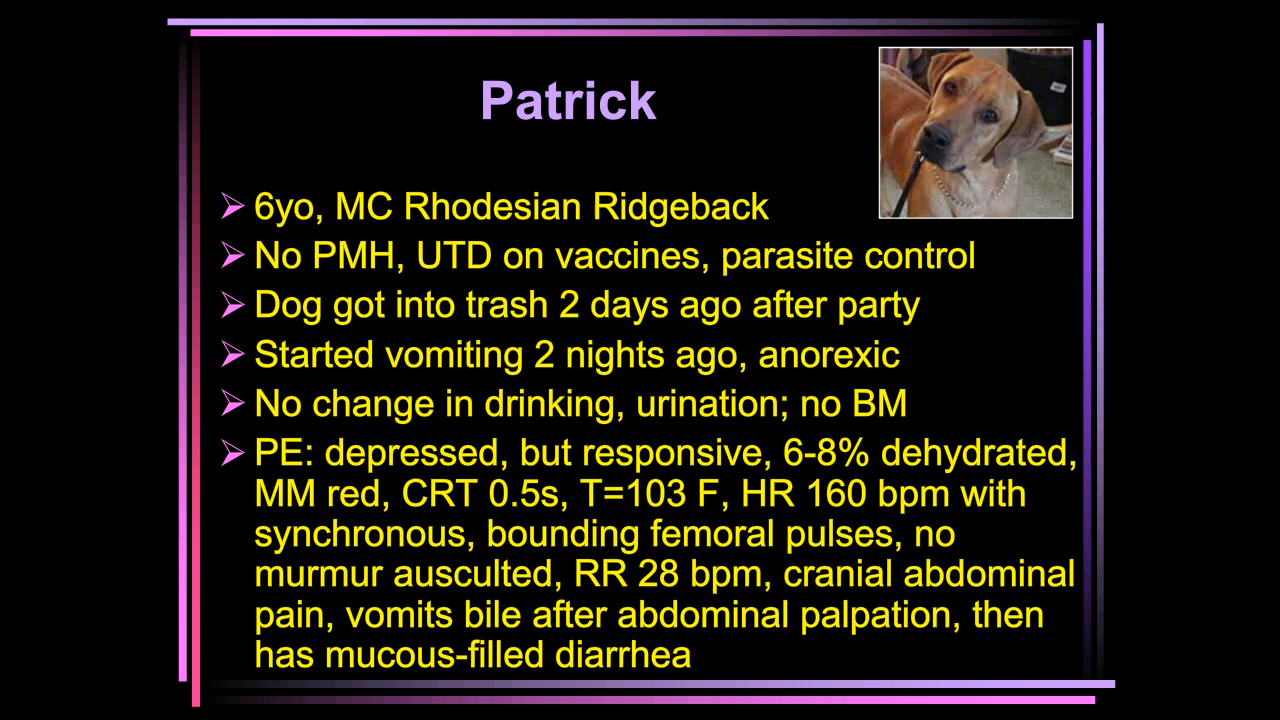 Patrick
6yo, MC Rhodesian Ridgeback
No PMH, UTD on vaccines, parasite control
Dog got into trash 2 days ago after party
Started vomiting 2 nights ago, anorexic
No change in drinking, urination; no BM
PE: depressed, but responsive, 6-8% dehydrated,
MM red, CRT 0.5s, T=103 F, HR 160 bpm with
synchronous, bounding femoral pulses, no
murmur ausculted, RR 28 bpm, cranial abdominal
pain, vomits bile after abdominal palpation, then
has mucous-filled diarrhea